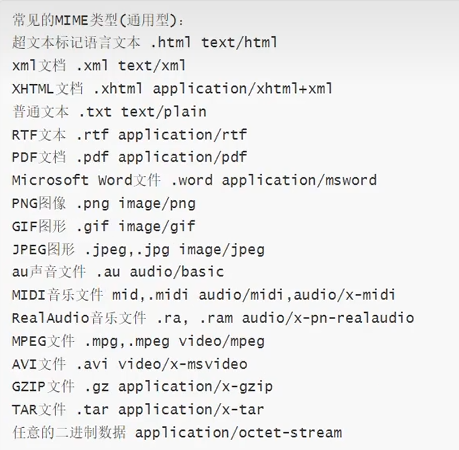 常见的MIME类型(通用型):
超文本标记语言文本 .html text/html
xml文档 .xml text/xml
XHTML文档 .xhtml application/xhtml+xml
普通文本 .txt text/plain
RTF文本 .rtf application/rtf
PDF文档 .pdf application/pdf
Microsoft Word文件 .word application/msword
PNG图像 .png image/png
GIF图形 .gif image/gif
JPEG图形 .jpeg,.jpg image/jpeg
au声音文件 .au audio/basic
MIDI音乐文件 mid,.midi audio/midi,audio/x-midi
RealAudio音乐文件 .ra, .ram audio/x-pn-realaudio
MPEG文件 .mpg,.mpeg video/mpeg
AVI文件 .avi video/x-msvideo
GZIP文件 .gz application/x-gzip
TAR文件 .tar application/x-tar
任意的二进制数据 application/octet-stream